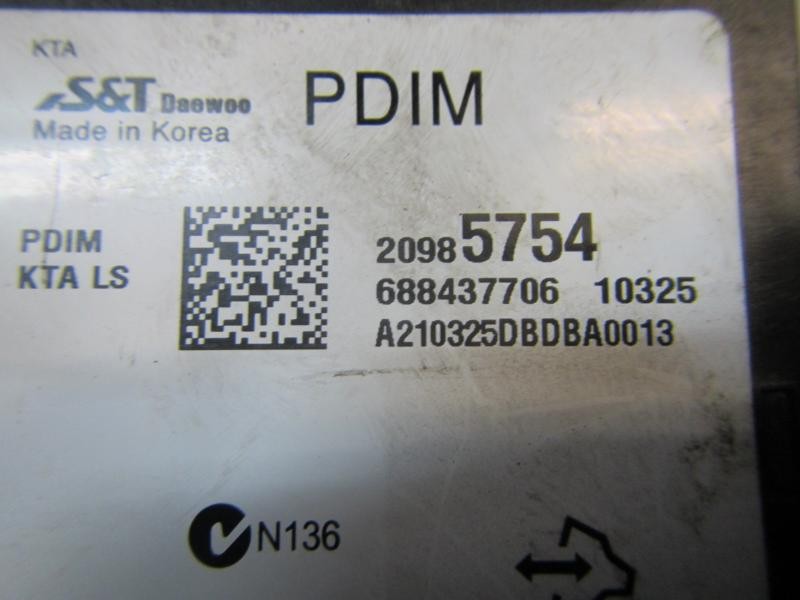 KTA
S&T Daewoo PDIM
Made in Korea
PDIM
KTA LS
20985754
688437706 10325
A210325DBDBA0013
N136